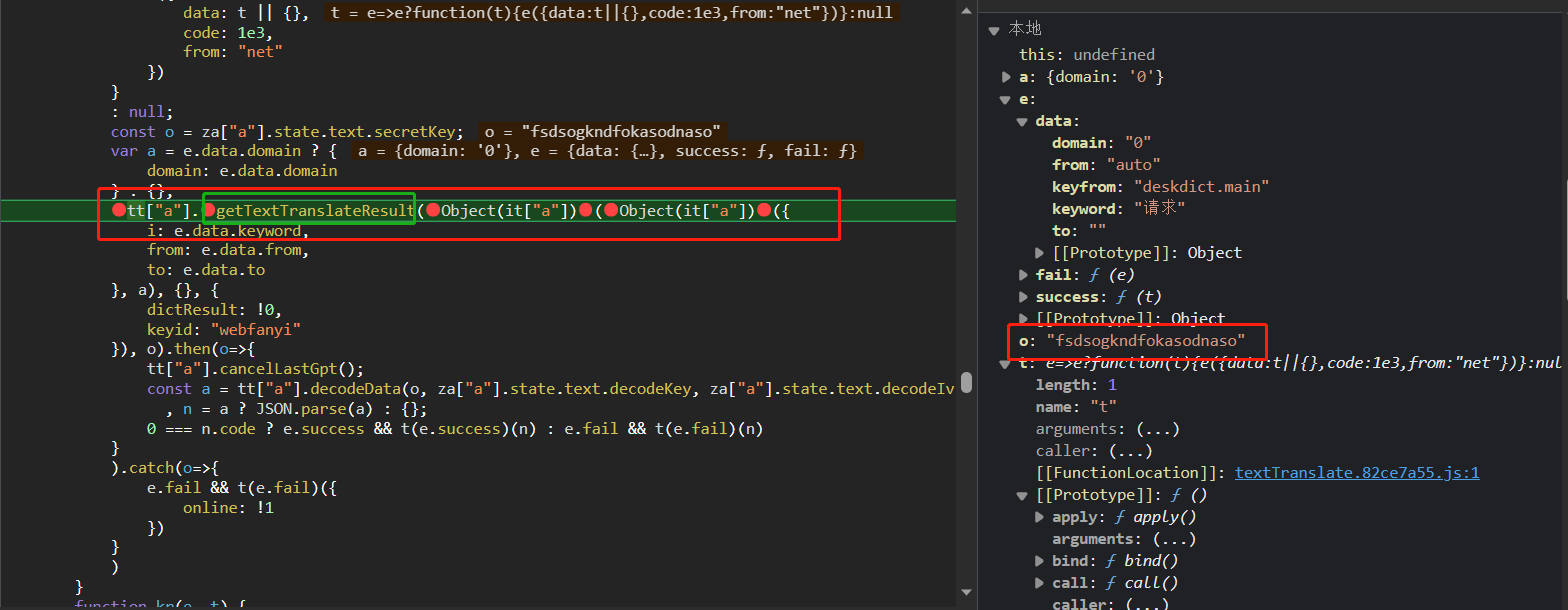 data: t || {},   t = e=>e?function(t){e({data:t||{},code:1e3,from:"net"})}:null
code: 1e3,
from: "net"
})
}
: null;
const o = za["a"].state.text.secretKey;   o = "fsdsogkndfokasodnaso"
var a = e.data.domain ? {   a = {domain: '0'}, e = {data: {…}, success: ƒ, fail: ƒ}
domain: e.data.domain
} : {};
tt["a"].getTextTranslateResult(Object(it["a"])(Object(it["a"])({
i: e.data.keyword,
from: e.data.from,
to: e.data.to
}, a), {}, {
dictResult: !0,
keyid: "webfanyi"
}), o).then(o=>{
tt["a"].cancelLastGpt();
const a = tt["a"].decodeData(o, za["a"].state.text.decodeKey, za["a"].state.text.decodeIv
, n = a ? JSON.parse(a) : {};
0 === n.code ? e.success && t(e.success)(n) : e.fail && t(e.fail)(n)
}
).catch(o=>{
e.fail && t(e.fail)({
online: !1
})
}
)
}
function kn(e, t) {
本地
this: undefined
a: {domain: '0'}
e:
data:
domain: "0"
from: "auto"
keyfrom: "deskdict.main"
keyword: "请求"
to: ""
[[Prototype]]: Object
fail: ƒ (e)
success: ƒ (t)
[[Prototype]]: Object
o: "fsdsogkndfokasodnaso"
t: e=>e?function(t){e({data:t||{},code:1e3,from:"net"})}:nul
length: 1
name: "t"
arguments: (...)
caller: (...)
[[FunctionLocation]]: textTranslate.82ce7a55.js:1
[[Prototype]]: ƒ ()
apply: ƒ apply()
arguments: (...)
bind: ƒ bind()
call: ƒ call()
caller: (...)